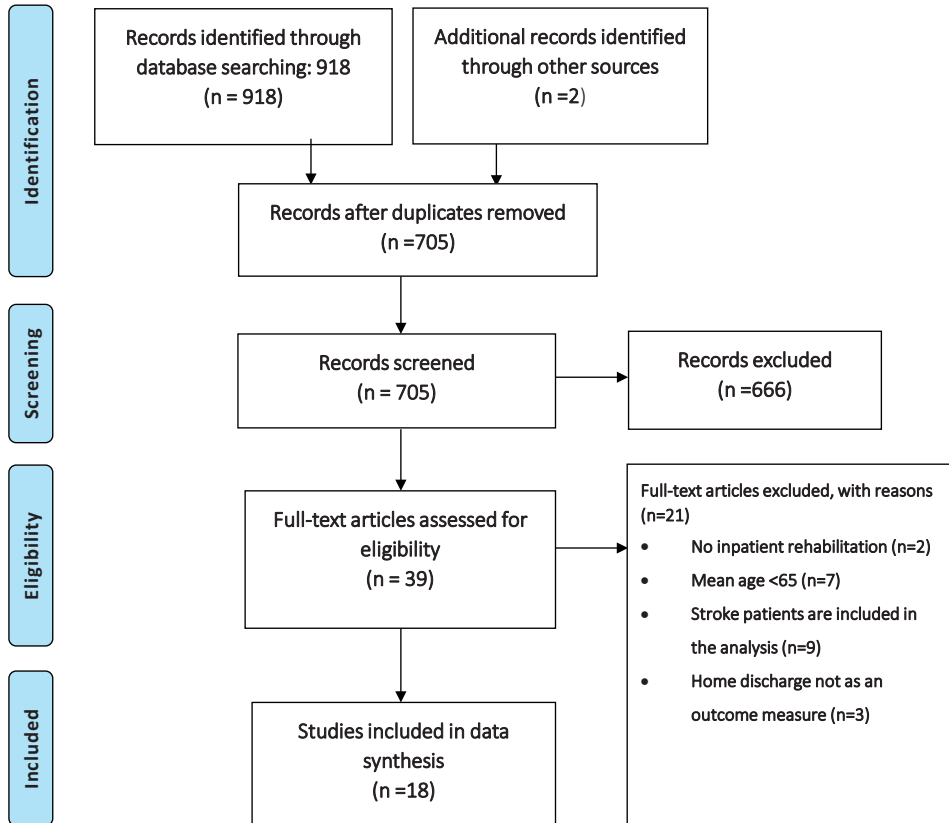 Identification
Records identified through
database searching: 918
(n = 918)
Additional records identified
through other sources
(n =2)
Records after duplicates removed
(n =705)
Screening
Records screened
(n = 705)
Records excluded
(n =666)
Eligibility
Full-text articles assessed for
eligibility
(n = 39)
Full-text articles excluded, with reasons
(n=21)
• No inpatient rehabilitation (n=2)
• Mean age <65 (n=7)
• Stroke patients are included in
the analysis (n=9)
• Home discharge not as an
outcome measure (n=3)
Included
Studies included in data
synthesis
(n =18)